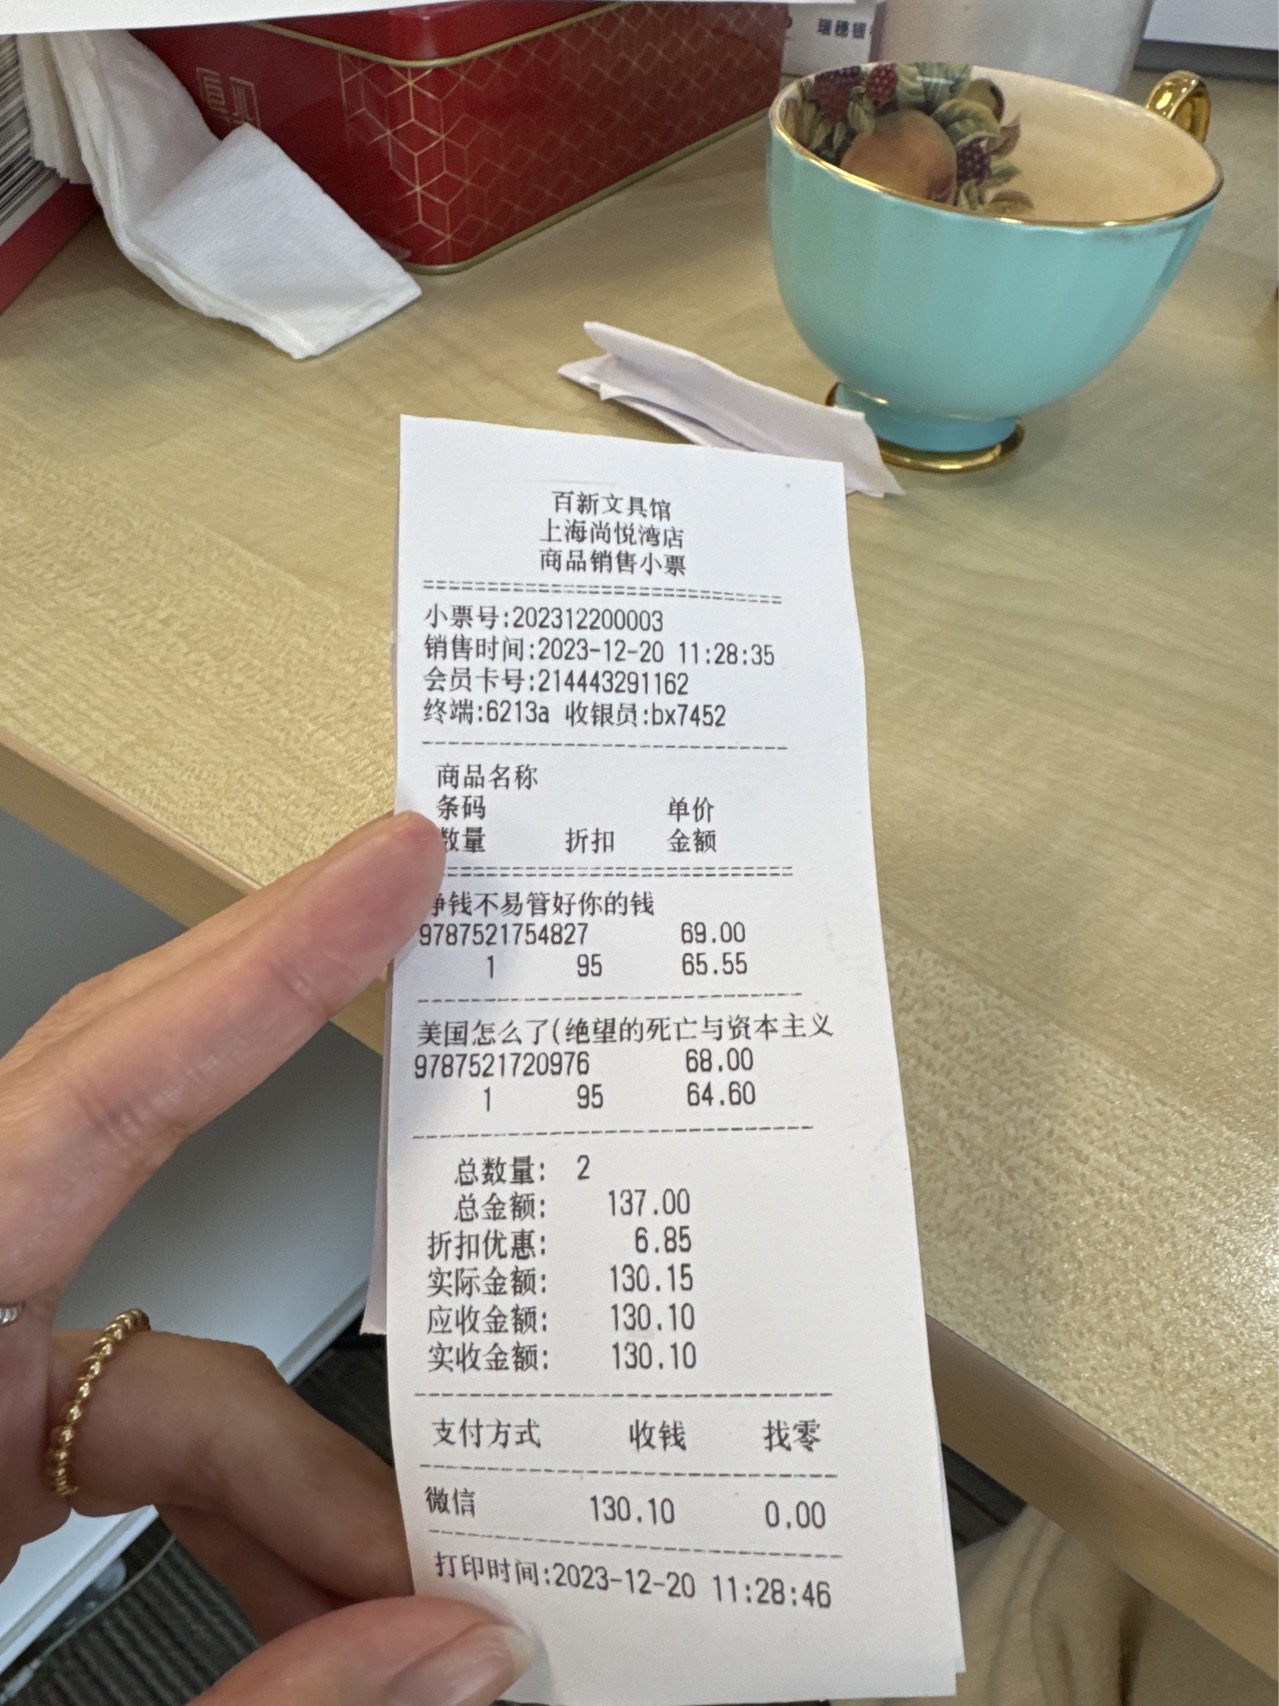 瑞穗银
百新文具馆
上海尚悦湾店
商品销售小票
小票号:202312200003
销售时间:2023-12-20 11:28:35
会员卡号:214443291162
终端:6213a 收银员:bx7452
商品名称
条码 单价
数量 折扣 金额
挣钱不易管好你的钱
9787521754827 69.00
1 95 65.55
美国怎么了(绝望的死亡与资本主义
9787521720976 68.00
1 95 64.60
总数量: 2
总金额: 137.00
折扣优惠: 6.85
实际金额: 130.15
应收金额: 130.10
实收金额: 130.10
支付方式 收钱 找零
微信 130.10 0.00
打印时间:2023-12-20 11:28:46